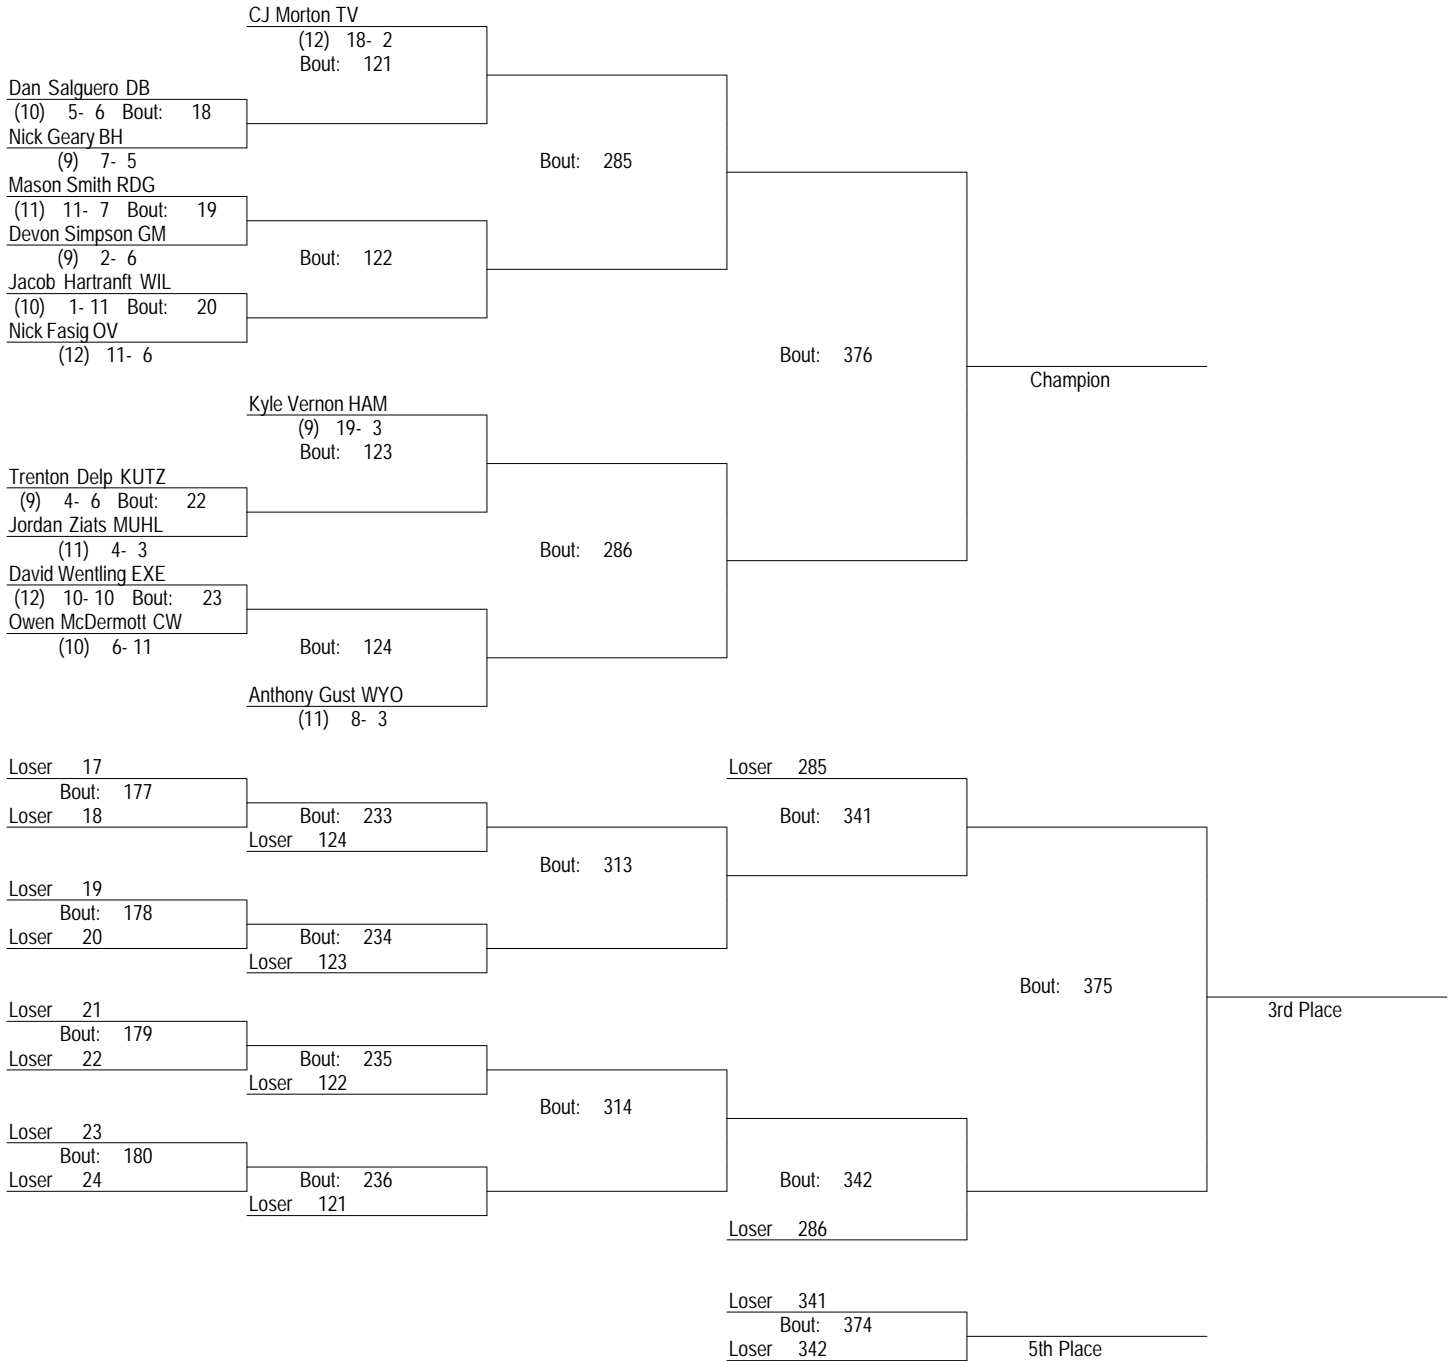 CJ Morton TV
(12) 18- 2
Bout: 121
Dan Salguero DB
(10) 5- 6 Bout: 18
Nick Geary BH
(9) 7- 5
Bout: 285
Mason Smith RDG
(11) 11- 7 Bout: 19
Devon Simpson GM
(9) 2- 6
Bout: 122
Jacob Hartranft WIL
(10) 1- 11 Bout: 20
Nick Fasig OV
(12) 11- 6
Bout: 376
Champion
Kyle Vernon HAM
(9) 19- 3
Bout: 123
Trenton Delp KUTZ
(9) 4- 6 Bout: 22
Jordan Ziats MUHL
(11) 4- 3
Bout: 286
David Wentling EXE
(12) 10- 10 Bout: 23
Owen McDermott CW
(10) 6- 11
Bout: 124
Anthony Gust WYO
(11) 8- 3
Loser 17
Bout: 177
Loser 18
Bout: 233
Loser 124
Loser 285
Bout: 341
Bout: 313
Loser 19
Bout: 178
Loser 20
Bout: 234
Loser 123
Bout: 375
3rd Place
Loser 21
Bout: 179
Loser 22
Bout: 235
Loser 122
Bout: 314
Loser 23
Bout: 180
Loser 24
Bout: 236
Loser 121
Bout: 342
Loser 286
Loser 341
Bout: 374
Loser 342
5th Place